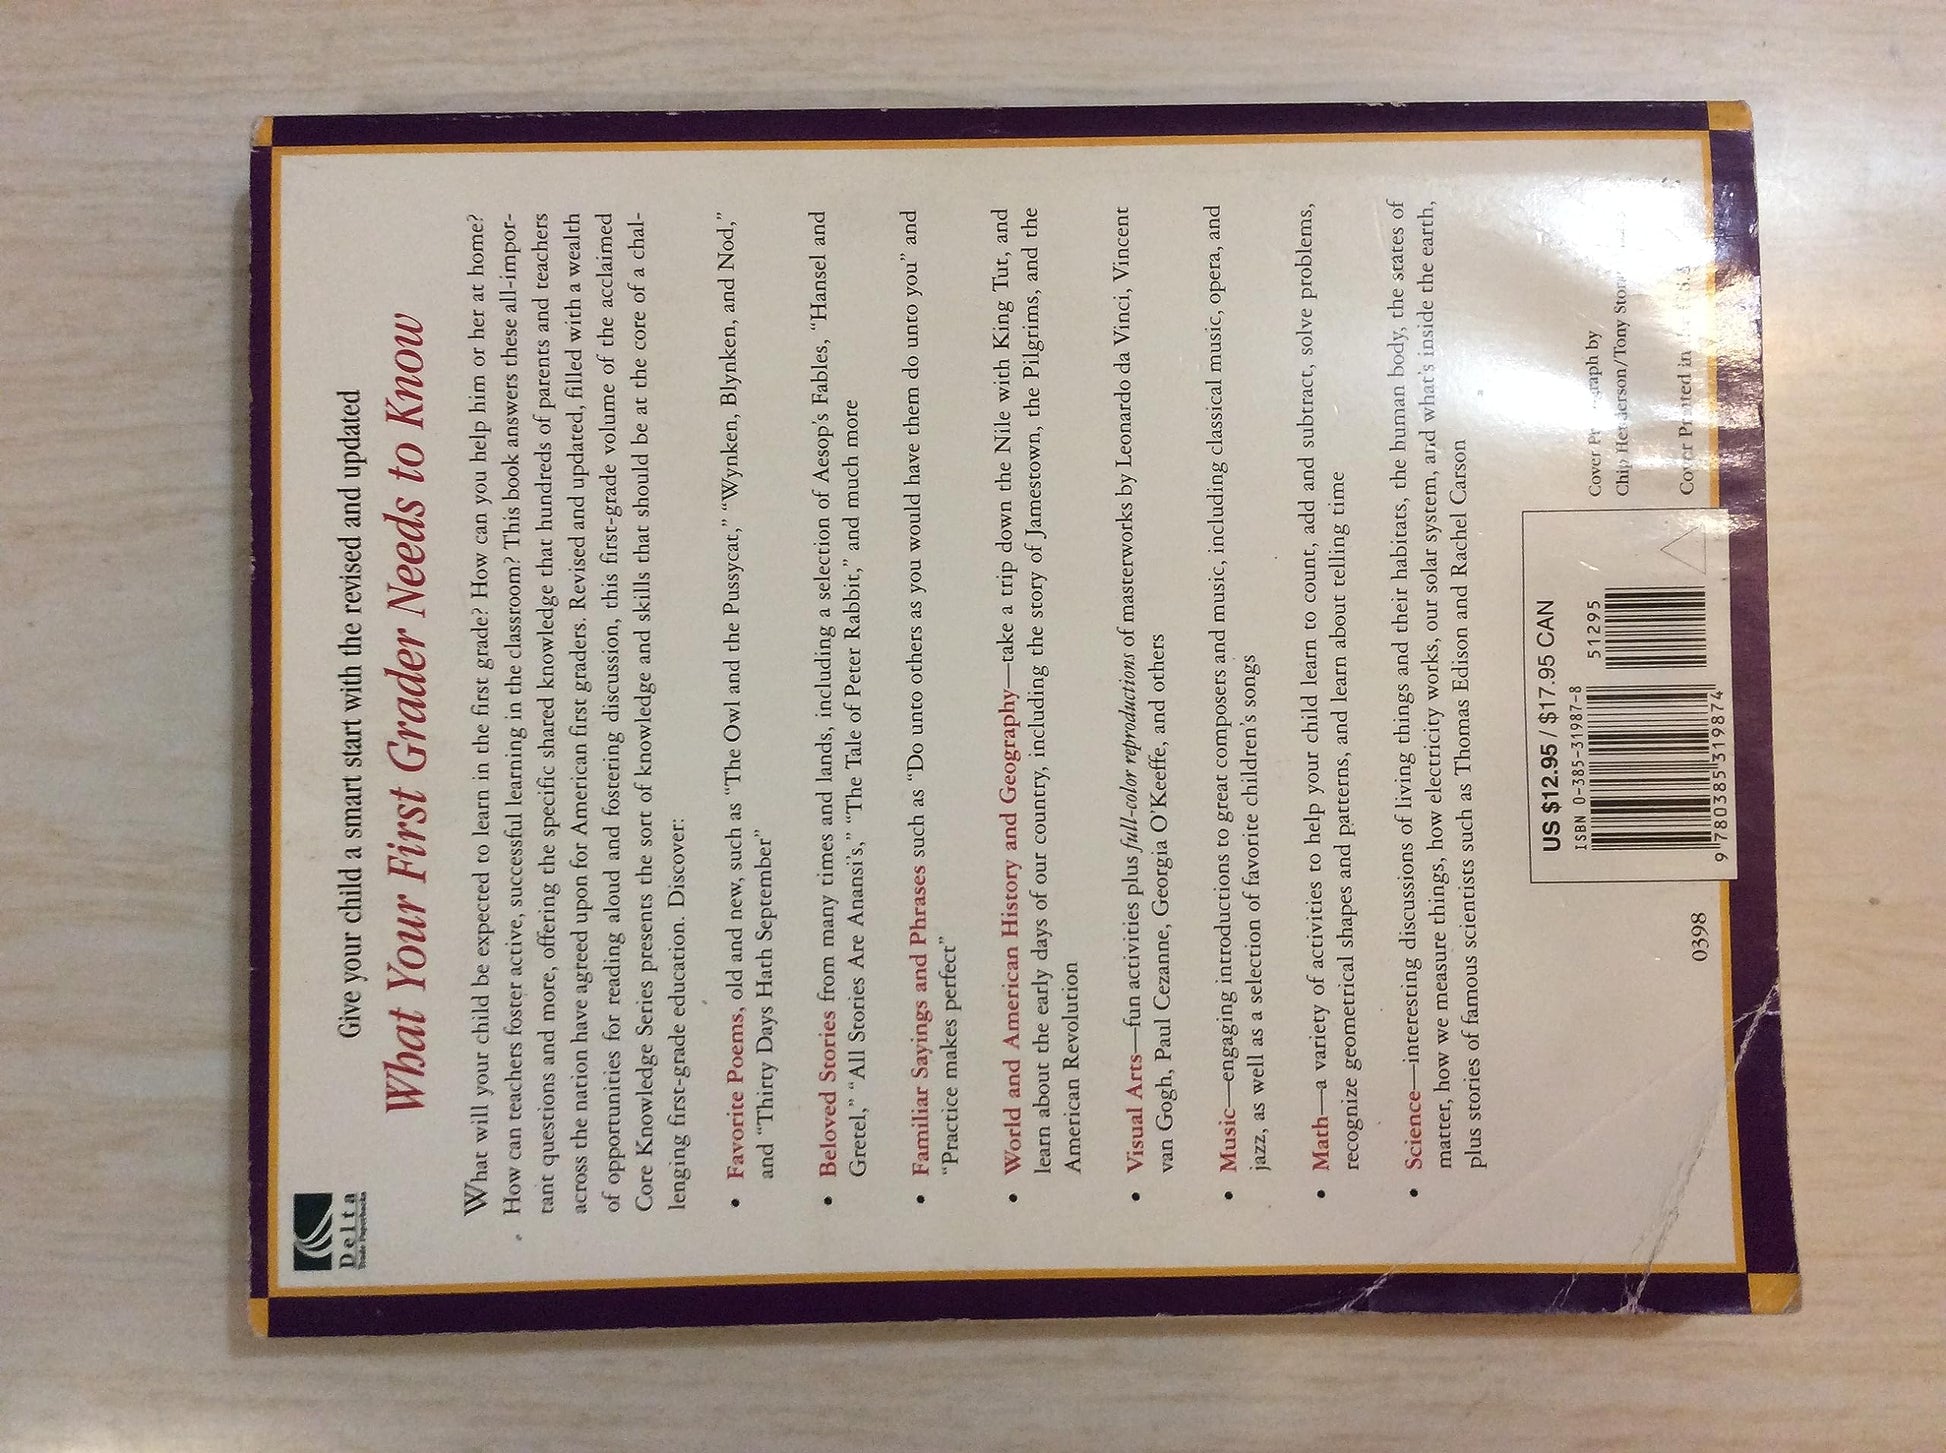 Delta
Trade Paperbacks
Give your child a smart start with the revised and updated
What Your First Grader Needs to Know
What will your child be expected to learn in the first grade? How can you help him or her at home?
How can teachers foster active, successful learning in the classroom? This book answers these all-impor-
tant questions and more, offering the specific shared knowledge that hundreds of parents and teachers
across the nation have agreed upon for American first graders. Revised and updated, filled with a wealth
of opportunities for reading aloud and fostering discussion, this first-grade volume of the acclaimed
Core Knowledge Series presents the sort of knowledge and skills that should be at the core of a chal-
lenging first-grade education. Discover:
• Favorite Poems, old and new, such as “The Owl and the Pussycat,” “Wynken, Blynken, and Nod,”
and “Thirty Days Hath September”
• Beloved Stories from many times and lands, including a selection of Aesop’s Fables, “Hansel and
Gretel,” “All Stories Are Anansi’s,” “The Tale of Peter Rabbit,” and much more
• Familiar Sayings and Phrases such as “Do unto others as you would have them do unto you” and
“Practice makes perfect”
• World and American History and Geography—take a trip down the Nile with King Tut, and
learn about the early days of our country, including the story of Jamestown, the Pilgrims, and the
American Revolution
• Visual Arts—fun activities plus full-color reproductions of masterworks by Leonardo da Vinci, Vincent
van Gogh, Paul Cezanne, Georgia O’Keeffe, and others
• Music—engaging introductions to great composers and music, including classical music, opera, and
jazz, as well as a selection of favorite children’s songs
• Math—a variety of activities to help your child learn to count, add and subtract, solve problems,
recognize geometrical shapes and patterns, and learn about telling time
• Science—interesting discussions of living things and their habitats, the human body, the states of
matter, how we measure things, how electricity works, our solar system, and what’s inside the earth,
plus stories of famous scientists such as Thomas Edison and Rachel Carson
US $12.95 / $17.95 CAN
ISBN 0-385-31987-8
51295
9 780385 319874
0398
Cover Photograph by
Chip Henderson/Tony
Cover Printed in